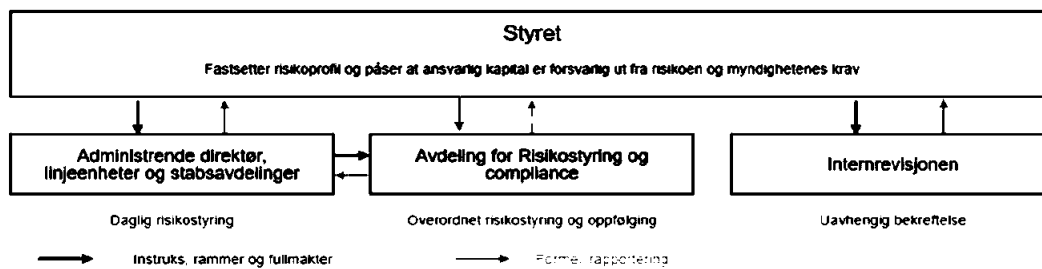 Styret
Fastsetter risikoprofil og påser at ansvarlig kapital er forsvarlig ut fra risikoen og myndighetenes krav
Administrende direktør,
linjeenheter og stabsavdelinger
Avdeling for Risikostyring og
compliance
Internrevisjonen
Daglig risikostyring
Overordnet risikostyring og oppfølging
Uavhengig bekreftelse
Instruks, rammer og fullmakter
Formel rapportering